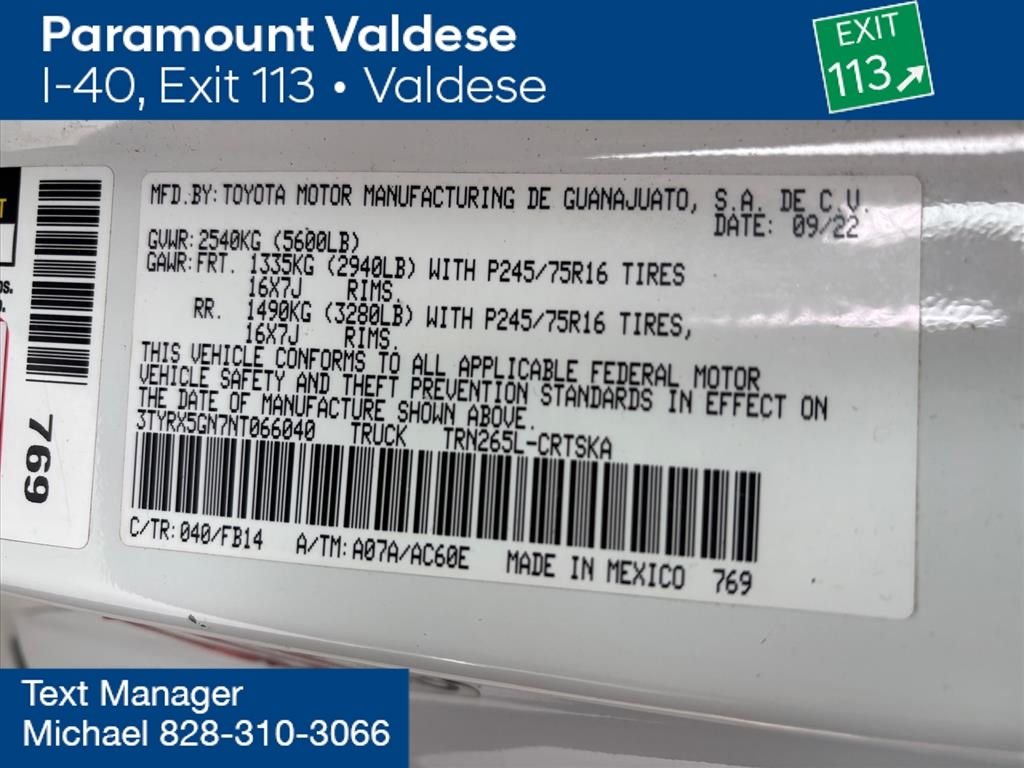 Paramount Valdese
I-40, Exit 113 • Valdese
EXIT
113
MFD.BY: TOYOTA MOTOR MANUFACTURING DE GUANAJUATO, S.A. DE C.V.
DATE: 09/22
GVWR: 2540KG (5600LB)
GAWR: FRT. 1335KG (2940LB) WITH P245/75R16 TIRES
16X7J RIMS.
RR. 1490KG (3280LB) WITH P245/75R16 TIRES,
16X7J RIMS.
THIS VEHICLE CONFORMS TO ALL APPLICABLE FEDERAL MOTOR
VEHICLE SAFETY AND THEFT PREVENTION STANDARDS IN EFFECT ON
THE DATE OF MANUFACTURE SHOWN ABOVE.
3TYRX5GN7NT066040 TRUCK TRN265L-CRTSKA
C/TR: 040/FB14 A/TM: A07A/AC60E MADE IN MEXICO 769
769
Text Manager
Michael 828-310-3066